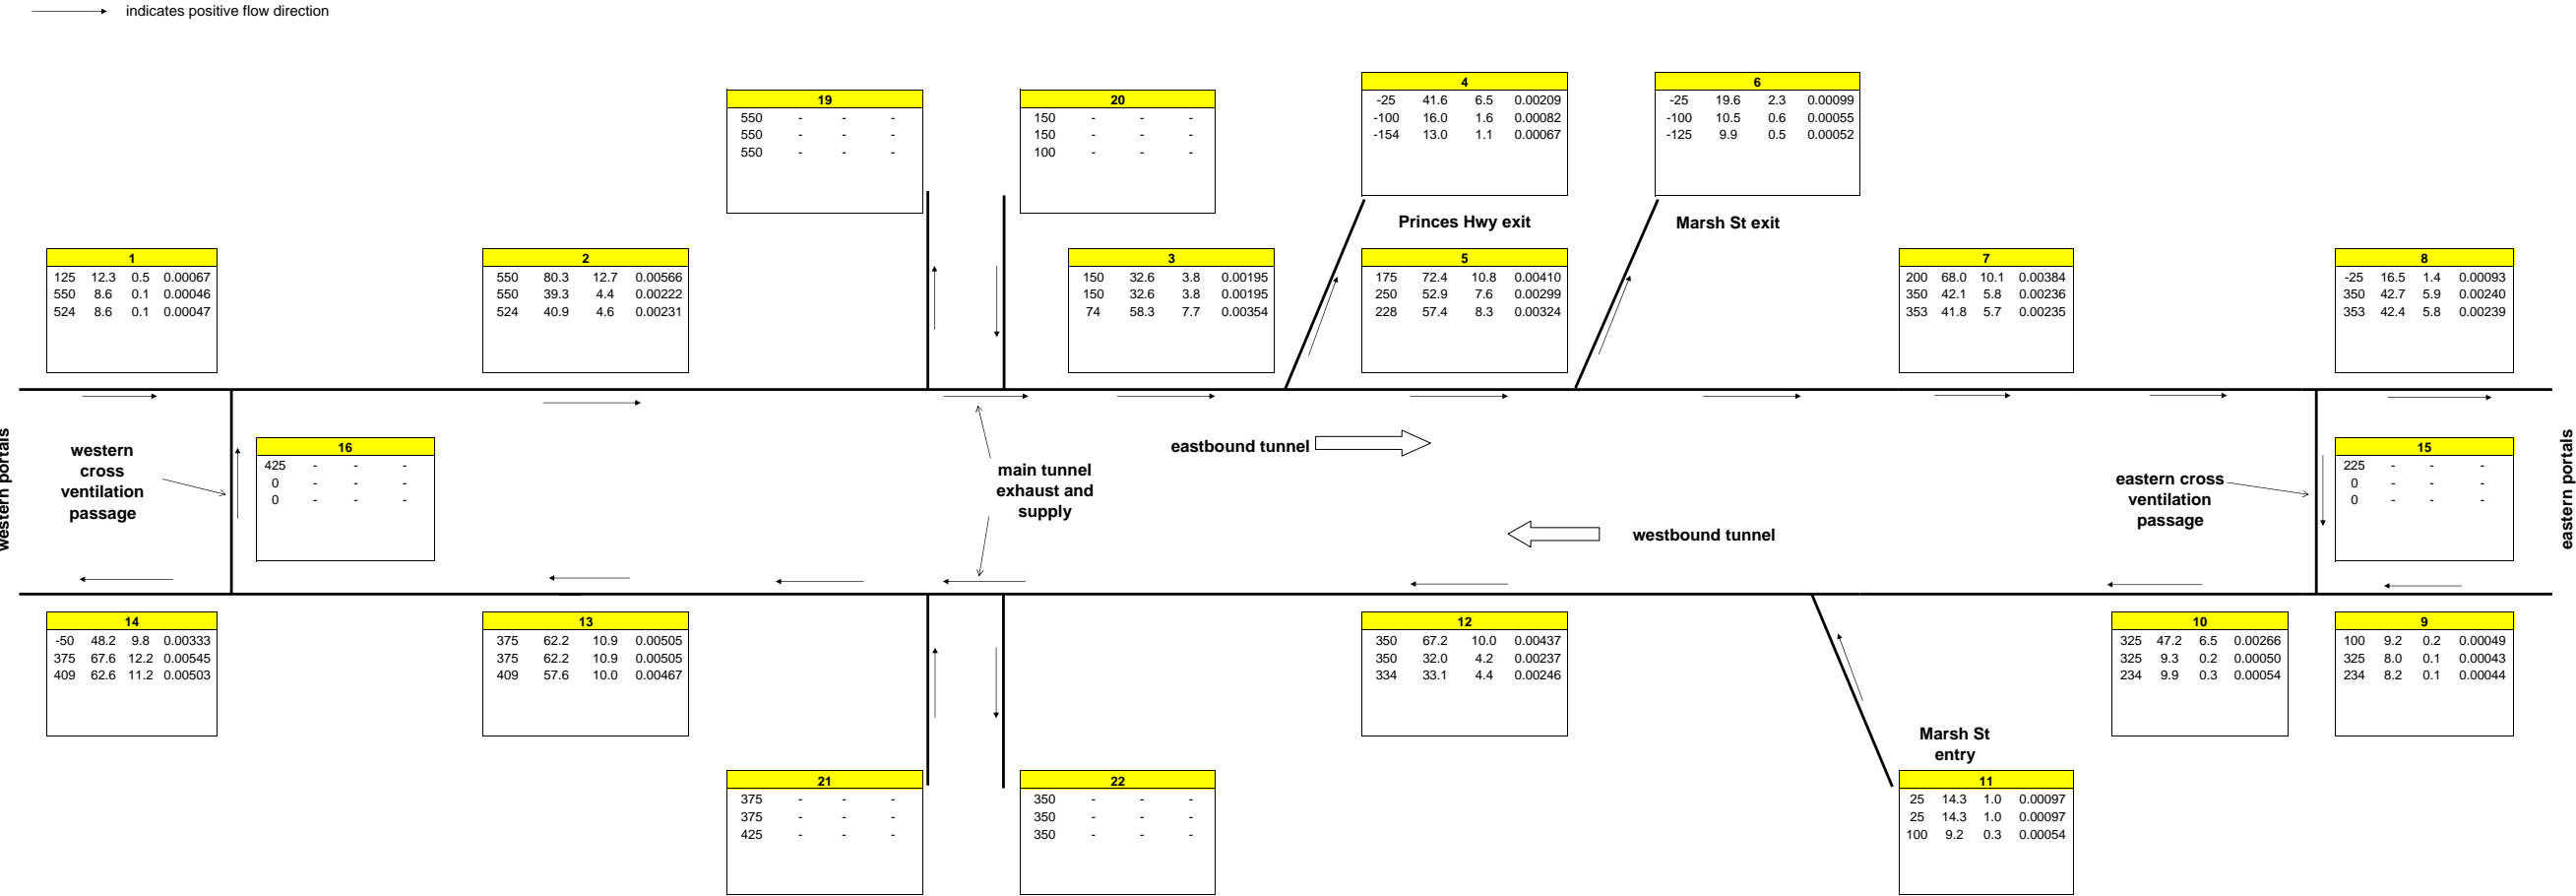 indicates positive flow direction
4
-25 41.6 6.5 0.00209
-100 16.0 1.6 0.00082
-154 13.0 1.1 0.00067
6
-25 19.6 2.3 0.00099
-100 10.5 0.6 0.00055
-125 9.9 0.5 0.00052
19
550 - - -
550 - - -
550 - - -
20
150 - - -
150 - - -
100 - - -
Princes Hwy exit
Marsh St exit
1
125 12.3 0.5 0.00067
550 8.6 0.1 0.00046
524 8.6 0.1 0.00047
2
550 80.3 12.7 0.00566
550 39.3 4.4 0.00222
524 40.9 4.6 0.00231
3
150 32.6 3.8 0.00195
150 32.6 3.8 0.00195
74 58.3 7.7 0.00354
5
175 72.4 10.8 0.00410
250 52.9 7.6 0.00299
228 57.4 8.3 0.00324
7
200 68.0 10.1 0.00384
350 42.1 5.8 0.00236
353 41.8 5.7 0.00235
8
-25 16.5 1.4 0.00093
350 42.7 5.9 0.00240
353 42.4 5.8 0.00239
western portals
western
cross
ventilation
passage
16
425 - - -
0 - - -
0 - - -
main tunnel
exhaust and
supply
eastbound tunnel
westbound tunnel
eastern cross
ventilation
passage
15
225 - - -
0 - - -
0 - - -
eastern portals
14
-50 48.2 9.8 0.00333
375 67.6 12.2 0.00545
409 62.6 11.2 0.00503
13
375 62.2 10.9 0.00505
375 62.2 10.9 0.00505
409 57.6 10.0 0.00467
12
350 67.2 10.0 0.00437
350 32.0 4.2 0.00237
334 33.1 4.4 0.00246
10
325 47.2 6.5 0.00266
325 9.3 0.2 0.00050
234 9.9 0.3 0.00054
9
100 9.2 0.2 0.00049
325 8.0 0.1 0.00043
234 8.2 0.1 0.00044
Marsh St
entry
21
375 - - -
375 - - -
425 - - -
22
350 - - -
350 - - -
350 - - -
11
25 14.3 1.0 0.00097
25 14.3 1.0 0.00097
100 9.2 0.3 0.00054